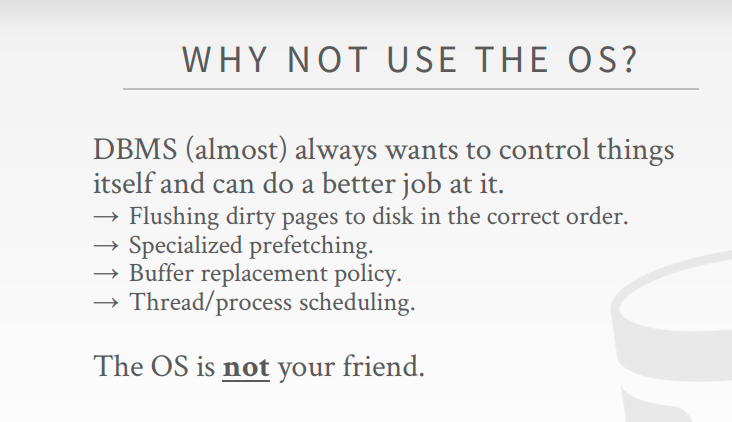 WHY NOT USE THE OS?
DBMS (almost) always wants to control things
itself and can do a better job at it.
→ Flushing dirty pages to disk in the correct order.
→ Specialized prefetching.
→ Buffer replacement policy.
→ Thread/process scheduling.
The OS is not your friend.